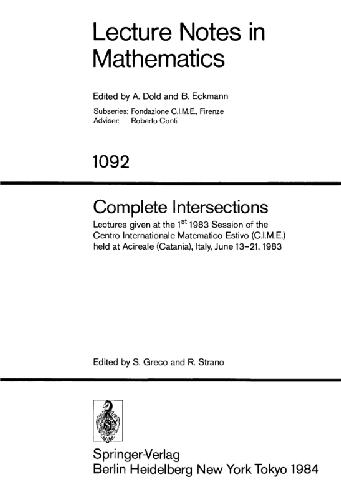 Lecture Notes in
Mathematics
Edited by A. Dold and B. Eckmann
Subseries: Fondazione C.I.M.E., Firenze
Adviser: Roberto Conti
1092
Complete Intersections
Lectures given at the 1st 1983 Session of the
Centro Internationale Matematico Estivo (C.I.M.E.)
held at Acireale (Catania), Italy, June 13–21, 1983
Edited by S. Greco and R. Strano
Springer-Verlag
Berlin Heidelberg New York Tokyo 1984